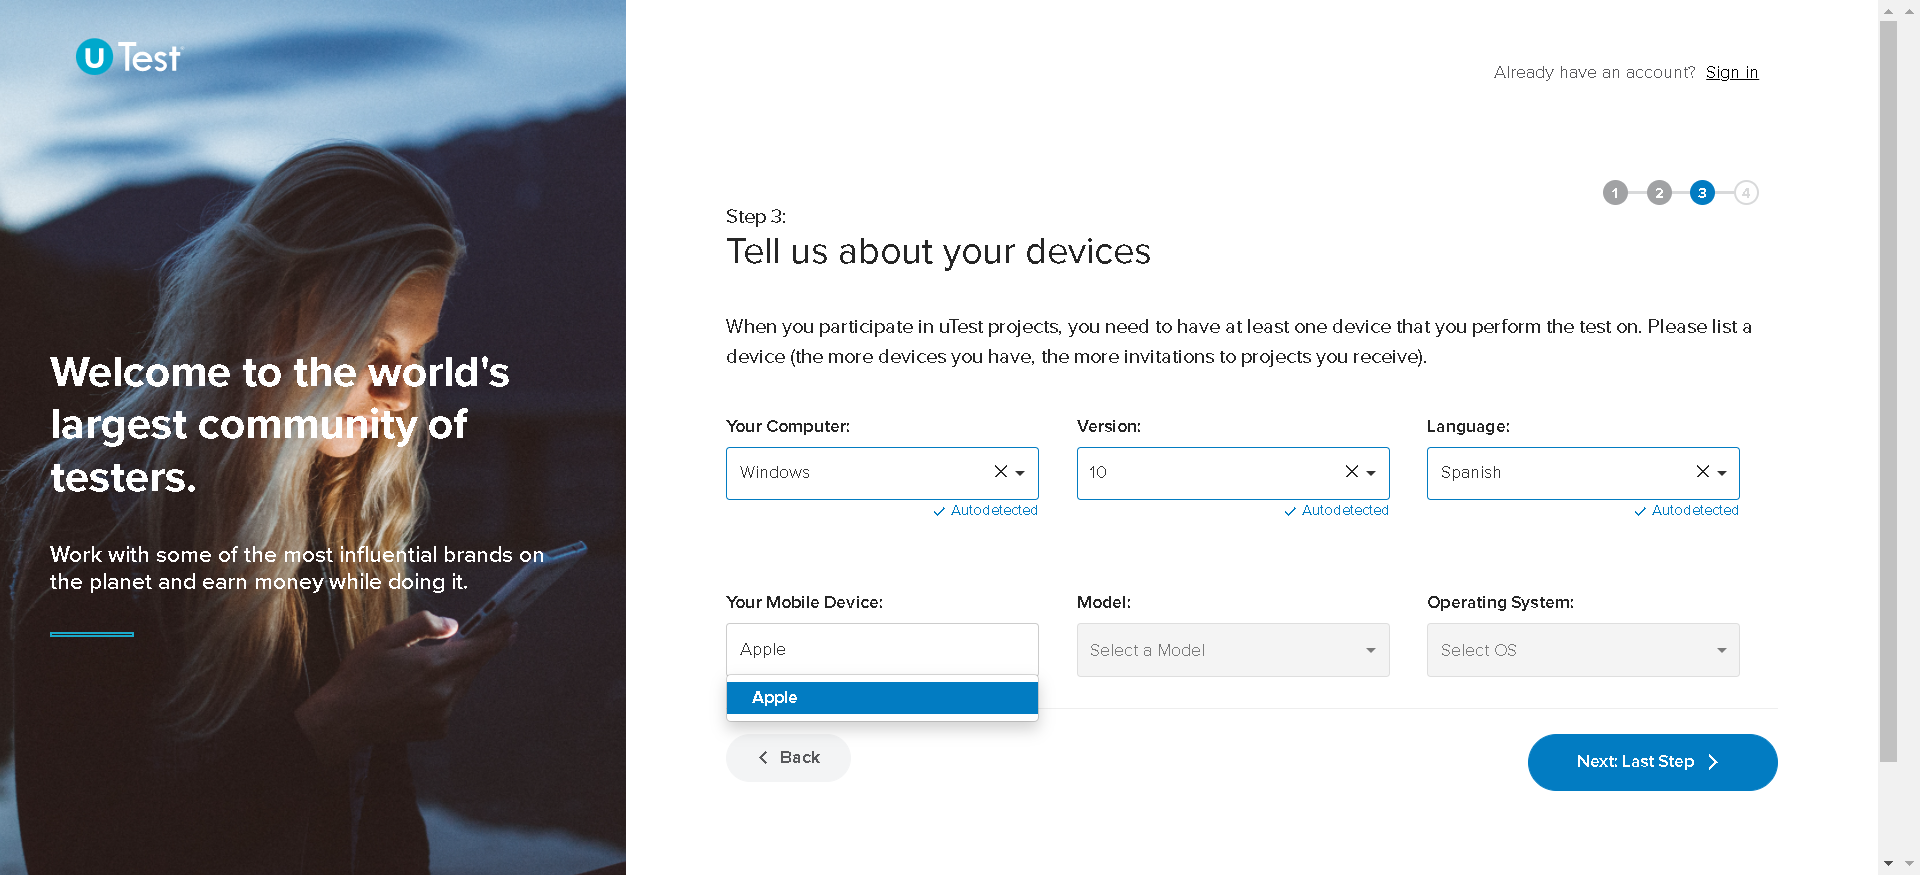 U Test
Welcome to the world's
largest community of
testers.
Work with some of the most influential brands on
the planet and earn money while doing it.
Already have an account? Sign in
1 2 3 4
Step 3:
Tell us about your devices
When you participate in uTest projects, you need to have at least one device that you perform the test on. Please list a
device (the more devices you have, the more invitations to projects you receive).
Your Computer: Version: Language:
Windows 10 Spanish
Autodetected Autodetected Autodetected
Your Mobile Device: Model: Operating System:
Apple Select a Model Select OS
Apple
Back Next: Last Step